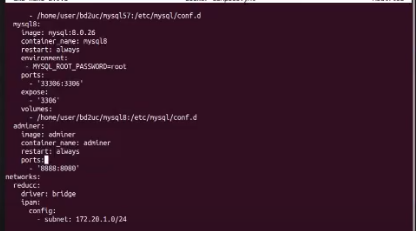 - /home/user/bd2uc/mysql57:/etc/mysql/conf.d
mysql8:
image: mysql:8.0.26
container_name: mysql8
restart: always
environment:
- MYSQL_ROOT_PASSWORD=root
ports:
- '33306:3306'
expose:
- '3306'
volumes:
- /home/user/bd2uc/mysql8:/etc/mysql/conf.d
adminer:
image: adminer
container_name: adminer
restart: always
ports:
- '8888:8080'
networks:
reducc:
driver: bridge
ipam:
config:
- subnet: 172.20.1.0/24